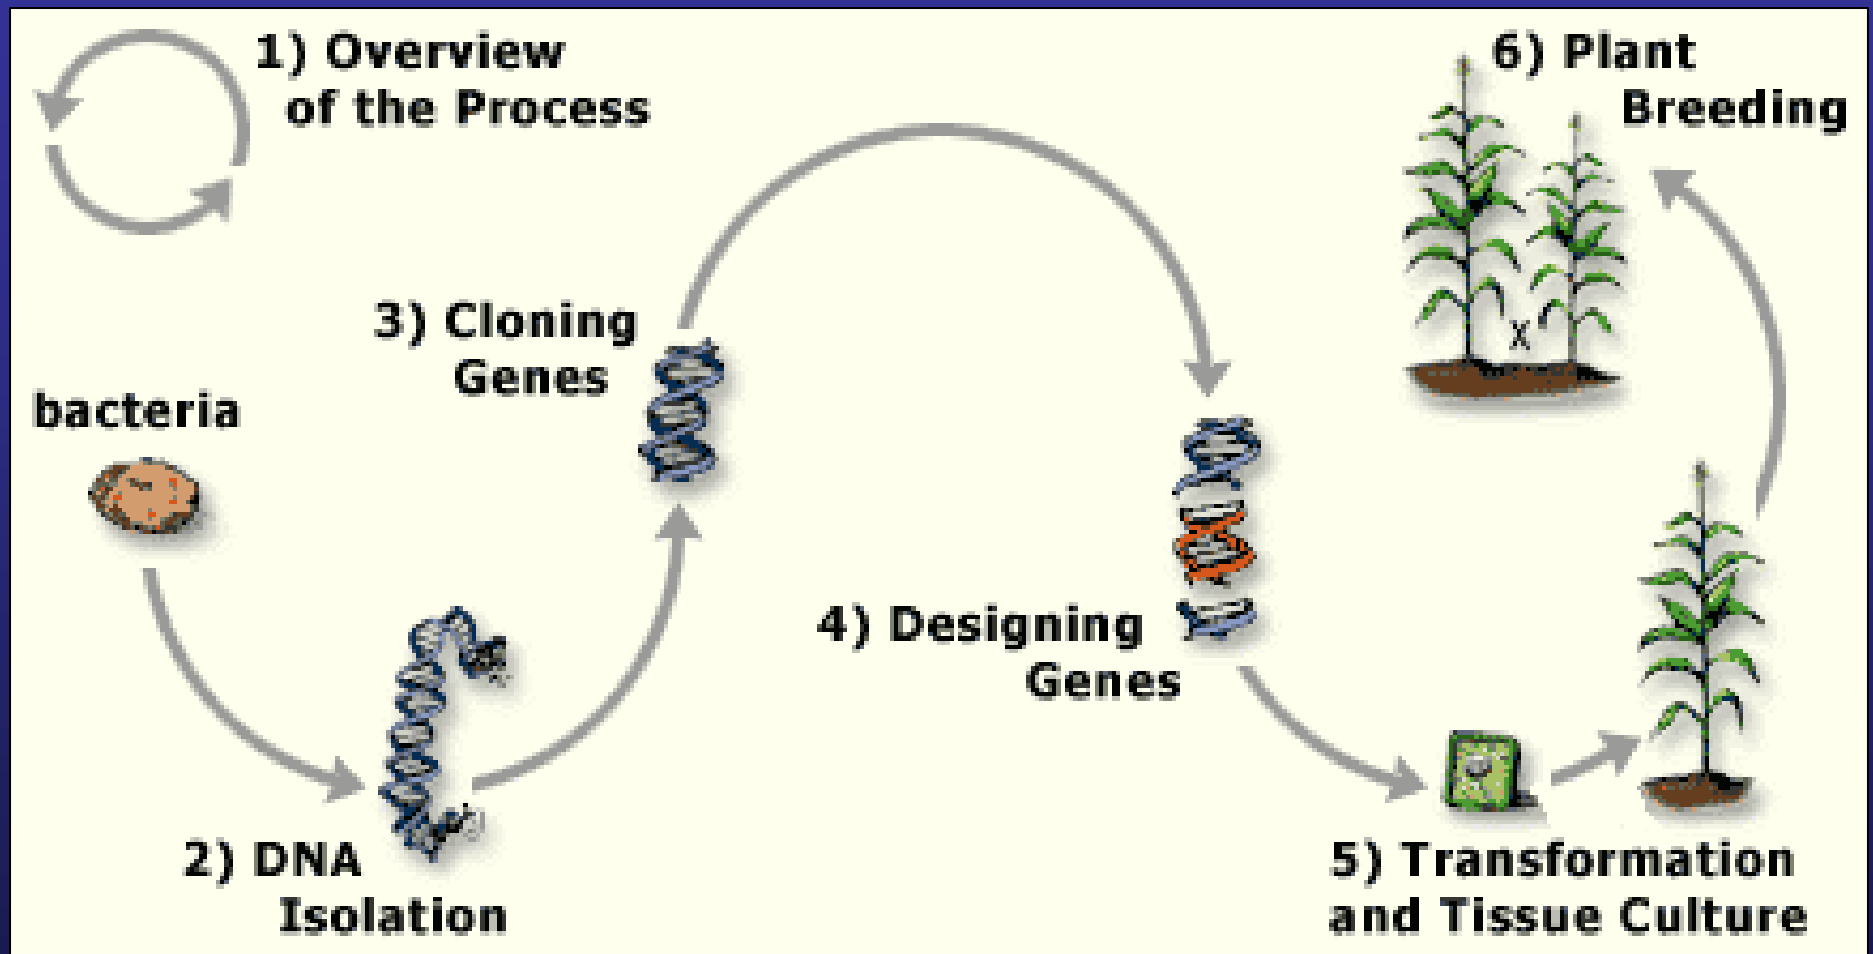 1) Overview
of the Process
bacteria
2) DNA
Isolation
3) Cloning
Genes
4) Designing
Genes
5) Transformation
and Tissue Culture
6) Plant
Breeding
X